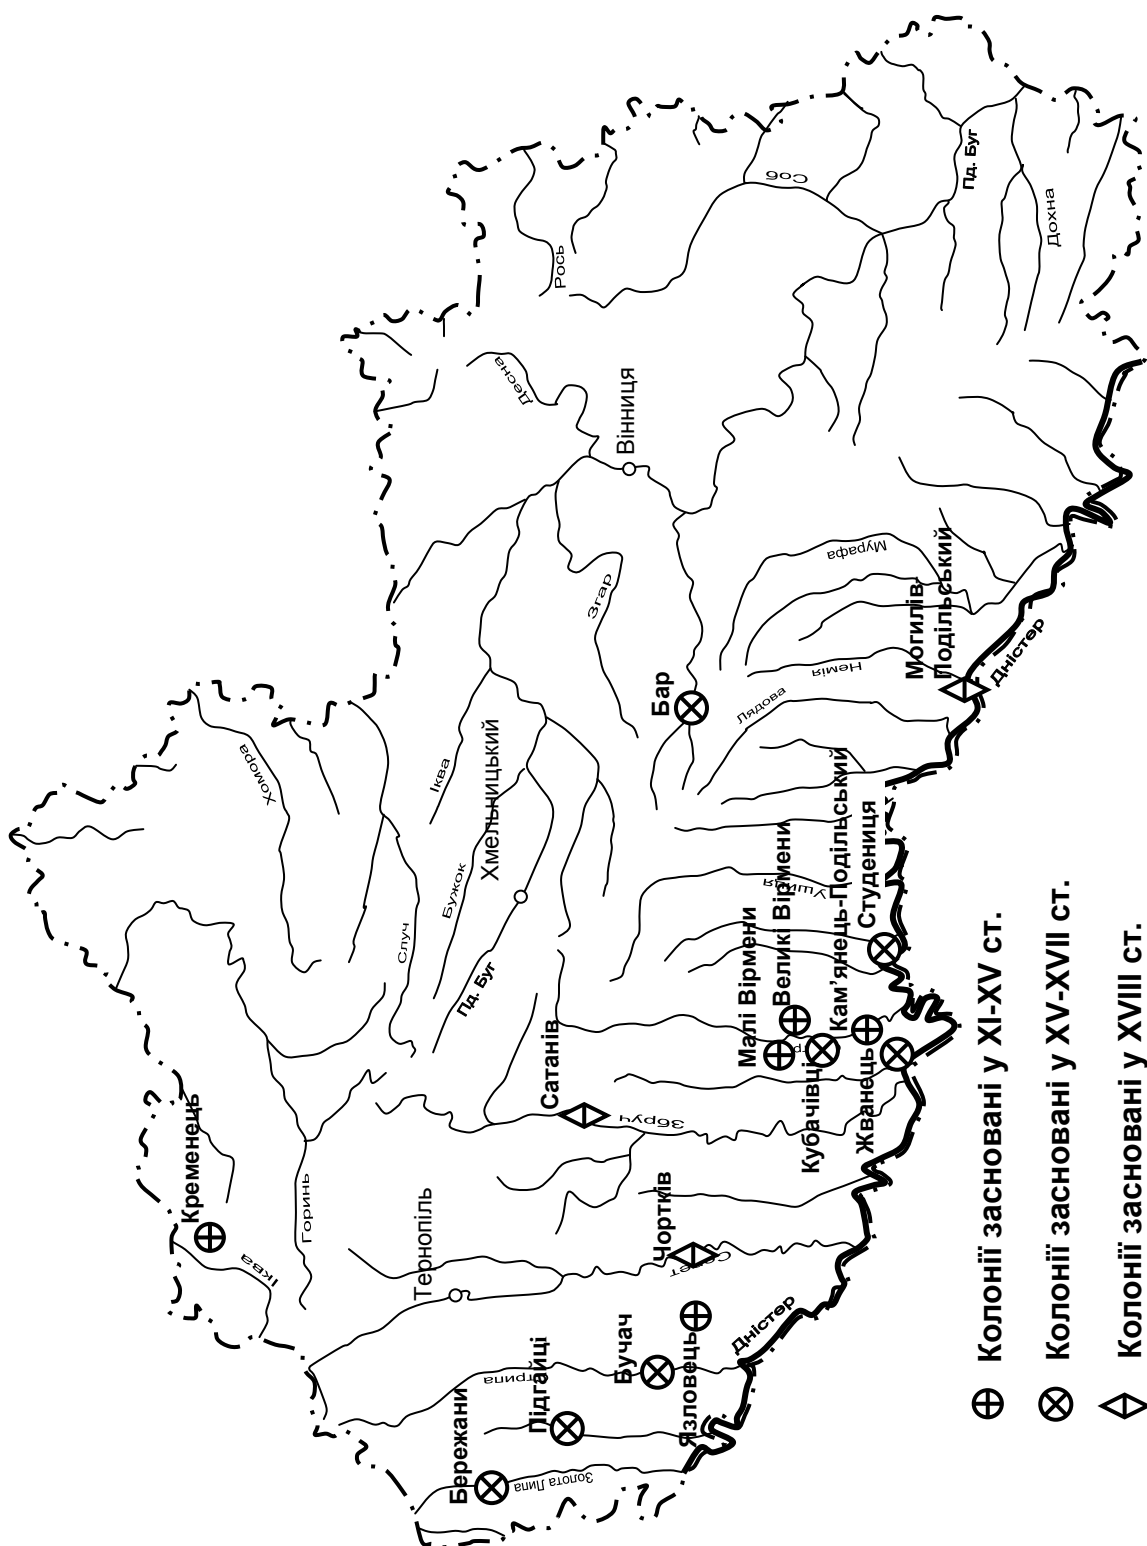 Кременець
Іква
Горинь
Хомора
Случ
Іква
Бужок
Хмельницький
Пд. Буг
Десна
Рось
Соб
Пд. Буг
Дохна
Вінниця
Згар
Бар
Мурафа
Могилів
Подільський
Немія
Лядова
Дністер
Ушиця
Студениця
Кам'янець-Подільський
Великі Вірмени
Малі Вірмени
Кубачівці
Жванець
Сатанів
Збруч
Тернопіль
Чортків
Бучач
Язловець
Підгайці
Бережани
Золота Липа
Дністер
Колонії засновані у XI-XV ст.
Колонії засновані у XV-XVII ст.
Колонії засновані у XVIII ст.